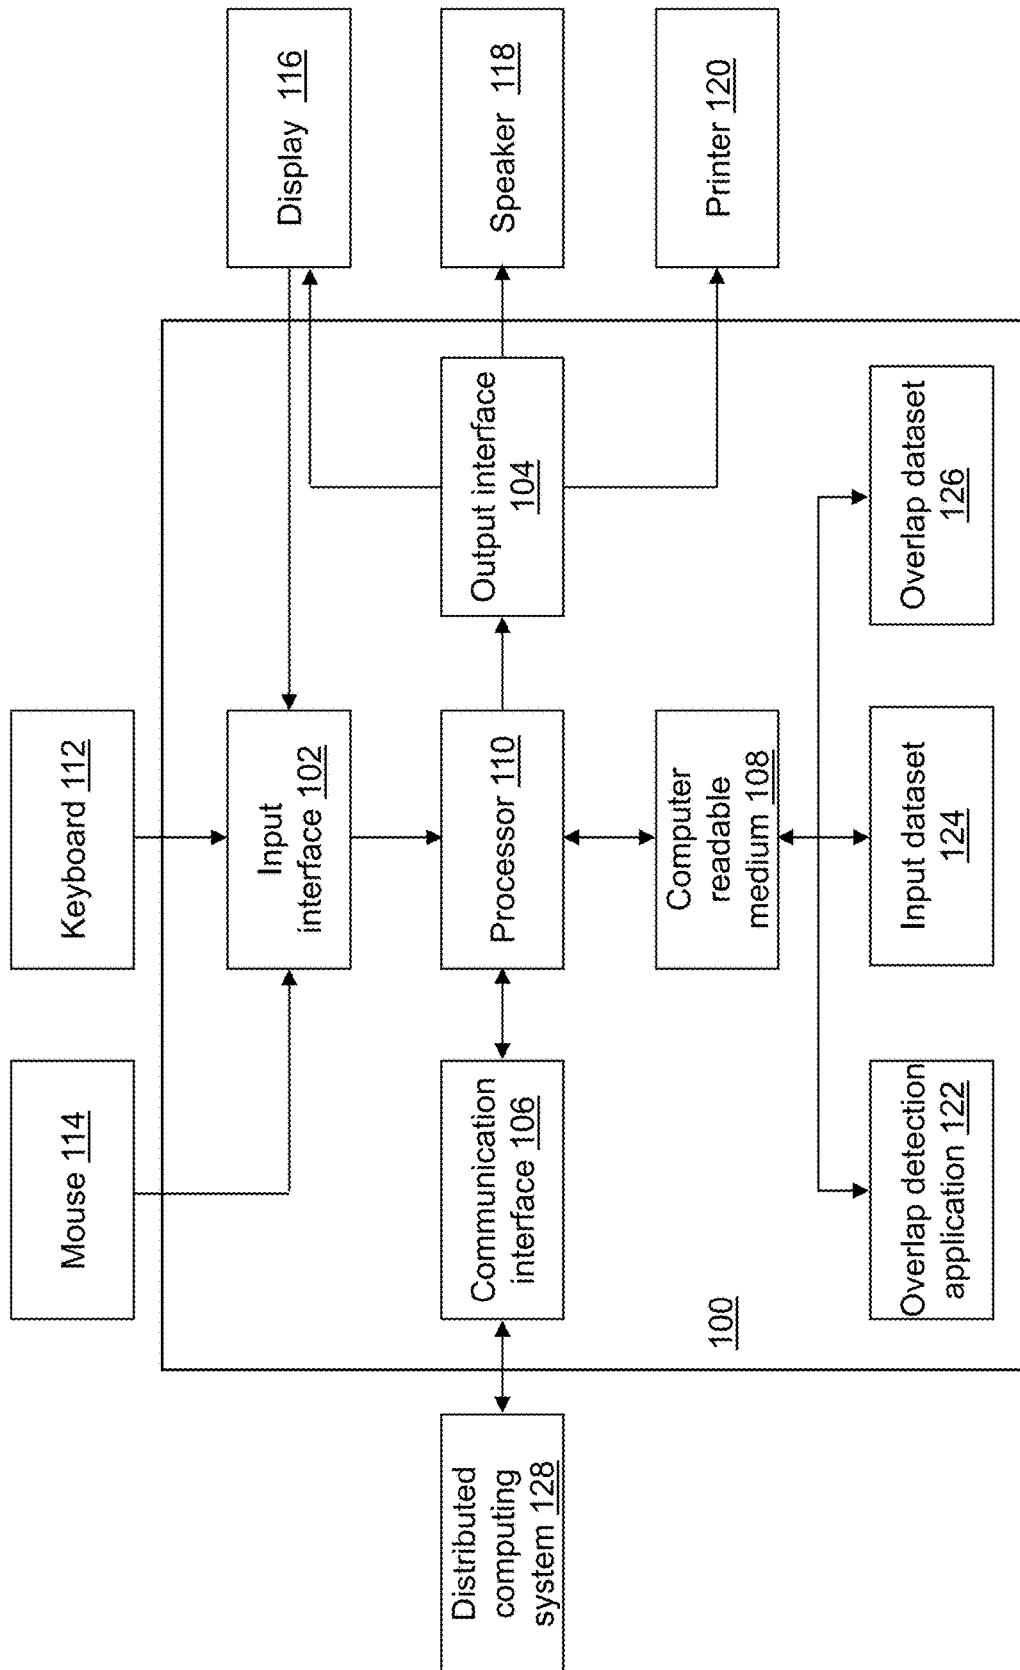 Mouse 114
Keyboard 112
Distributed
computing
system 128
Communication
interface 106
Input
interface 102
Processor 110
Output interface
104
Display 116
Speaker 118
Printer 120
Computer
readable
medium 108
100
Overlap detection
application 122
Input dataset
124
Overlap dataset
126